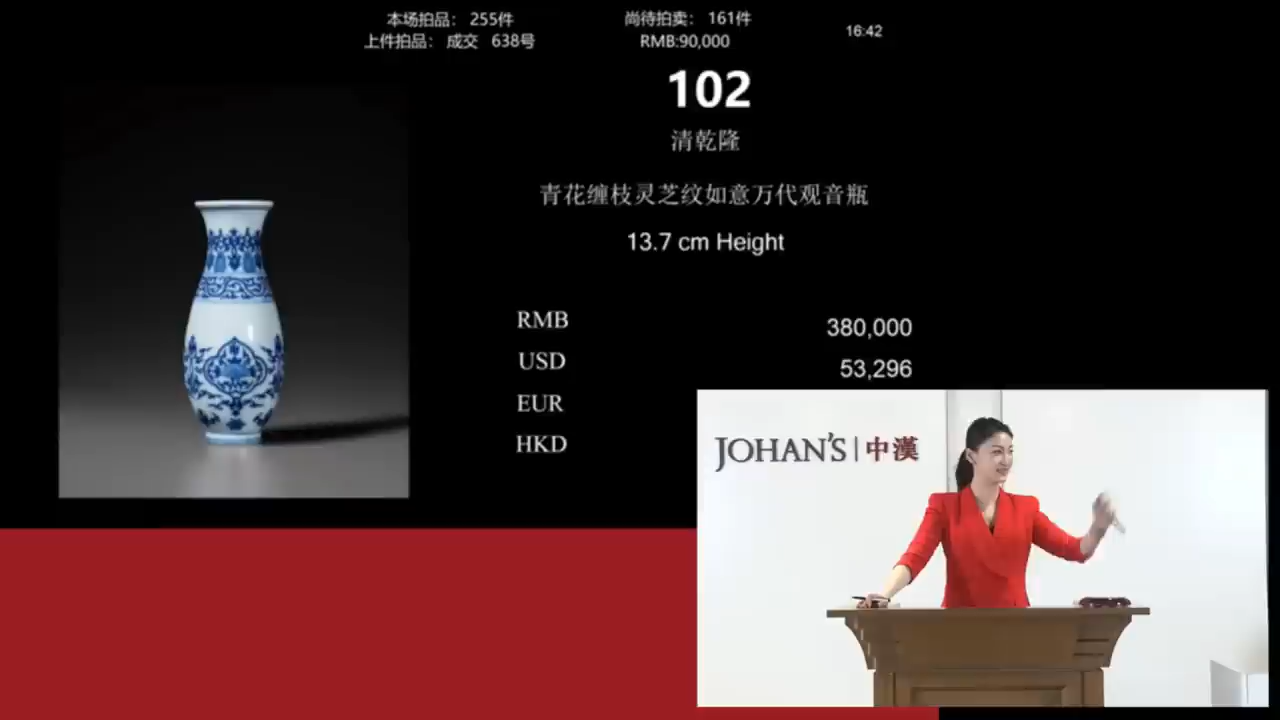 本场拍品： 255件
尚待拍卖： 161件
上件拍品： 成交 638号
RMB:90,000
16:42
102
清乾隆
青花缠枝灵芝纹如意万代观音瓶
13.7 cm Height
RMB 380,000
USD 53,296
EUR
HKD
JOHAN'S | 中漢